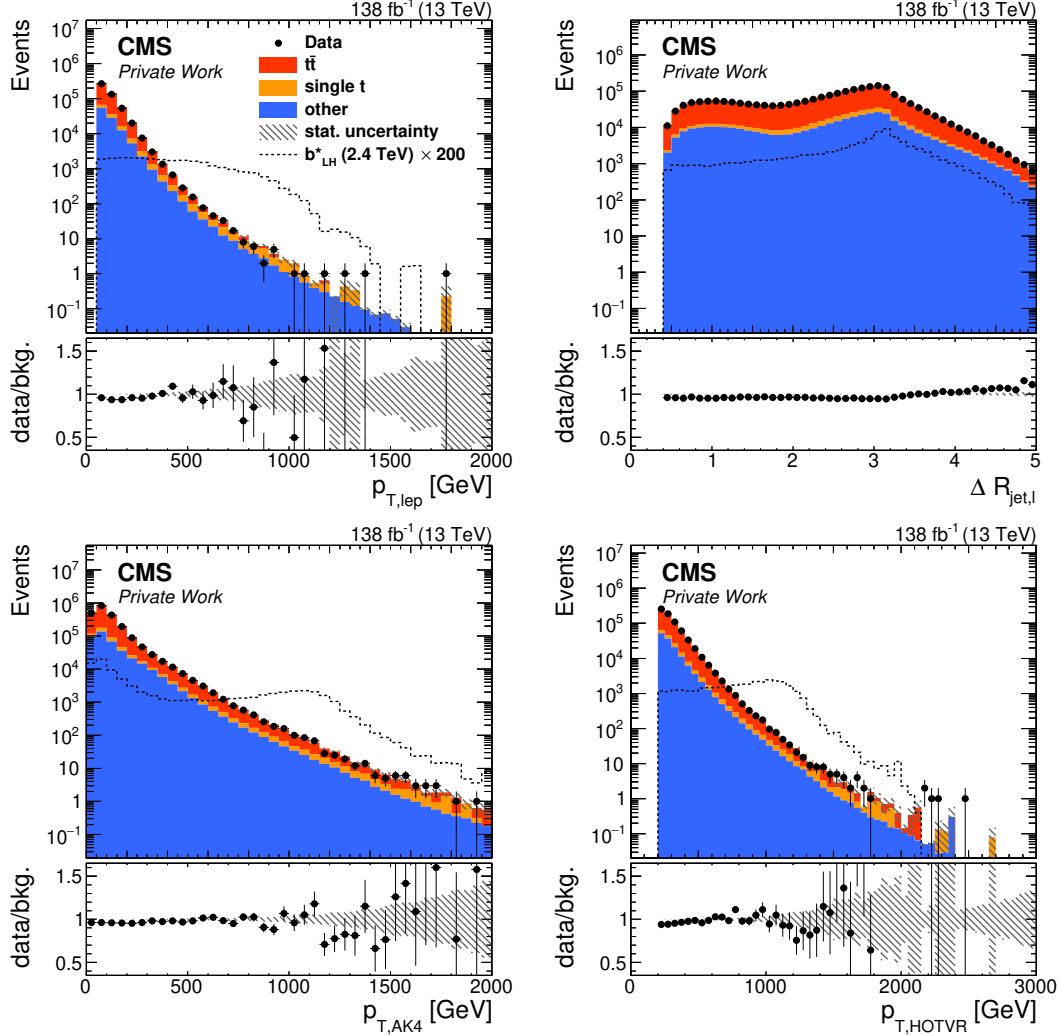 138 fb⁻¹ (13 TeV)
Events
10⁷
10⁶
10⁵
10⁴
10³
10²
10
1
10⁻¹
CMS
Private Work
Data
tt̄
single t
other
stat. uncertainty
b*LH (2.4 TeV) × 200
data/bkg.
1.5
1
0.5
0 500 1000 1500 2000
pT,lep [GeV]
138 fb⁻¹ (13 TeV)
Events
10⁶
10⁵
10⁴
10³
10²
10
1
10⁻¹
CMS
Private Work
data/bkg.
1.5
1
0.5
0 1 2 3 4 5
Δ Rjet,l
138 fb⁻¹ (13 TeV)
Events
10⁷
10⁶
10⁵
10⁴
10³
10²
10
1
10⁻¹
CMS
Private Work
data/bkg.
1.5
1
0.5
0 500 1000 1500 2000
pT,AK4 [GeV]
138 fb⁻¹ (13 TeV)
Events
10⁷
10⁶
10⁵
10⁴
10³
10²
10
1
10⁻¹
CMS
Private Work
data/bkg.
1.5
1
0.5
0 1000 2000 3000
pT,HOTVR [GeV]